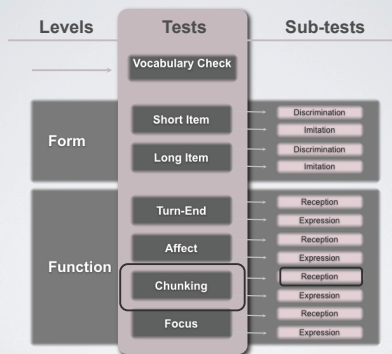 Levels Tests Sub-tests
Vocabulary Check
Form
Short Item
Discrimination
Imitation
Long Item
Discrimination
Imitation
Function
Turn-End
Reception
Expression
Affect
Reception
Expression
Chunking
Reception
Expression
Focus
Reception
Expression